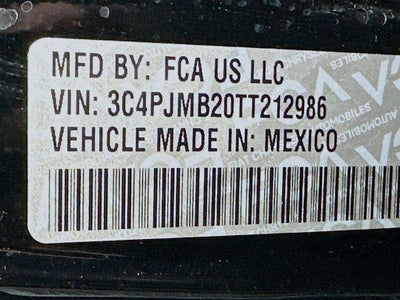 MFD BY: FCA US LLC
VIN: 3C4PJMB20TT212986
VEHICLE MADE IN: MEXICO